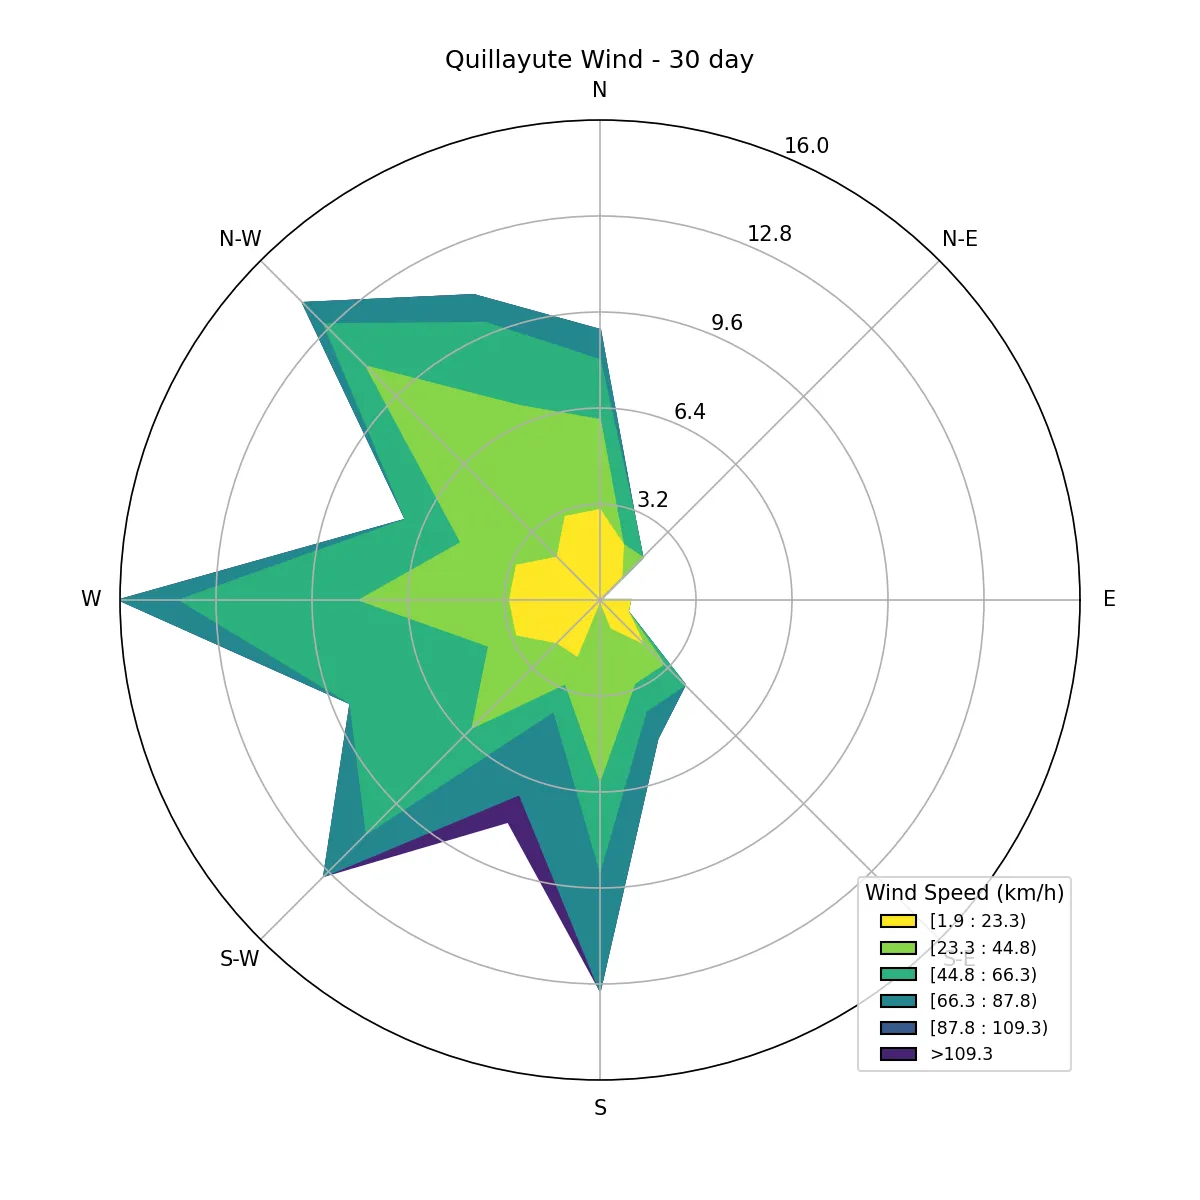 Quillayute Wind - 30 day
N
16.0
12.8
N-W
N-E
9.6
6.4
3.2
W
E
S-W
S-E
S
Wind Speed (km/h)
[1.9 : 23.3)
[23.3 : 44.8)
[44.8 : 66.3)
[66.3 : 87.8)
[87.8 : 109.3)
>109.3